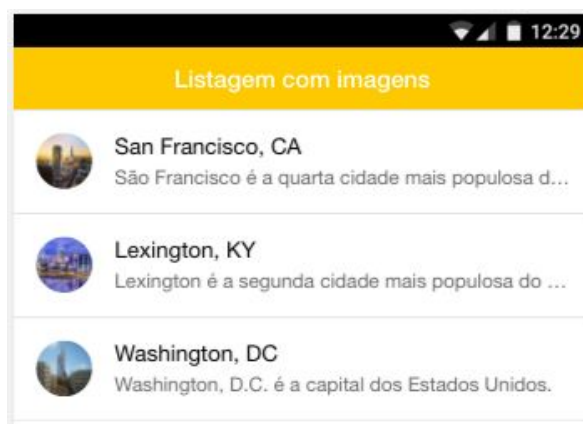 12:29
Listagem com imagens
San Francisco, CA
São Francisco é a quarta cidade mais populosa d...
Lexington, KY
Lexington é a segunda cidade mais populosa do ...
Washington, DC
Washington, D.C. é a capital dos Estados Unidos.